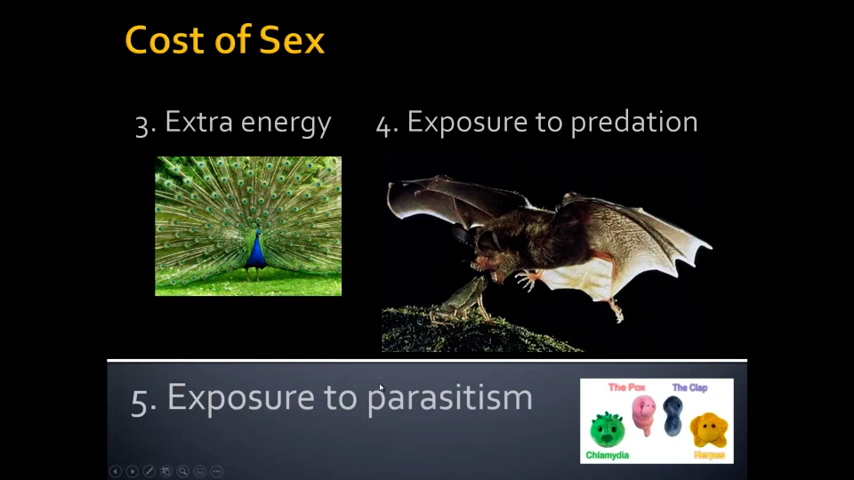 Cost of Sex
3. Extra energy
4. Exposure to predation
5. Exposure to parasitism
The Pox
The Clap
Chlamydia
Herpes